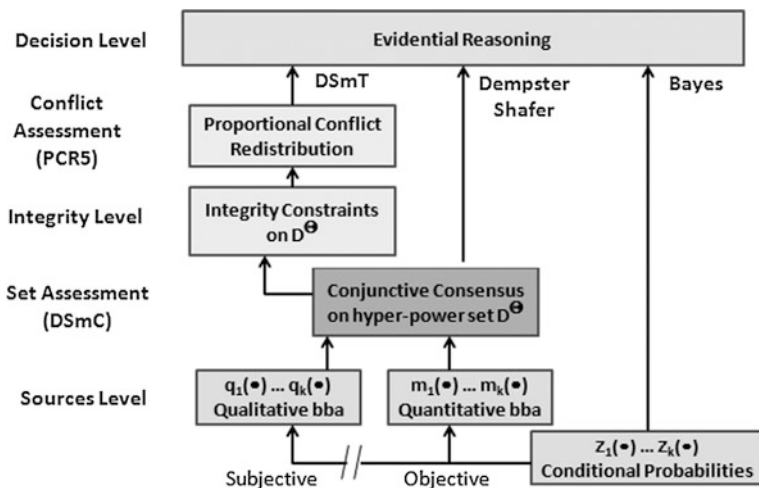 Decision Level
Evidential Reasoning
DSmT
Dempster
Shafer
Bayes
Conflict
Assessment
(PCR5)
Proportional Conflict
Redistribution
Integrity Level
Integrity Constraints
on D^Θ
Set Assessment
(DSmC)
Conjunctive Consensus
on hyper-power set D^Θ
Sources Level
q₁(•) ... qₖ(•)
Qualitative bba
m₁(•) ... mₖ(•)
Quantitative bba
Z₁(•) ... Zₖ(•)
Conditional Probabilities
Subjective
//
Objective